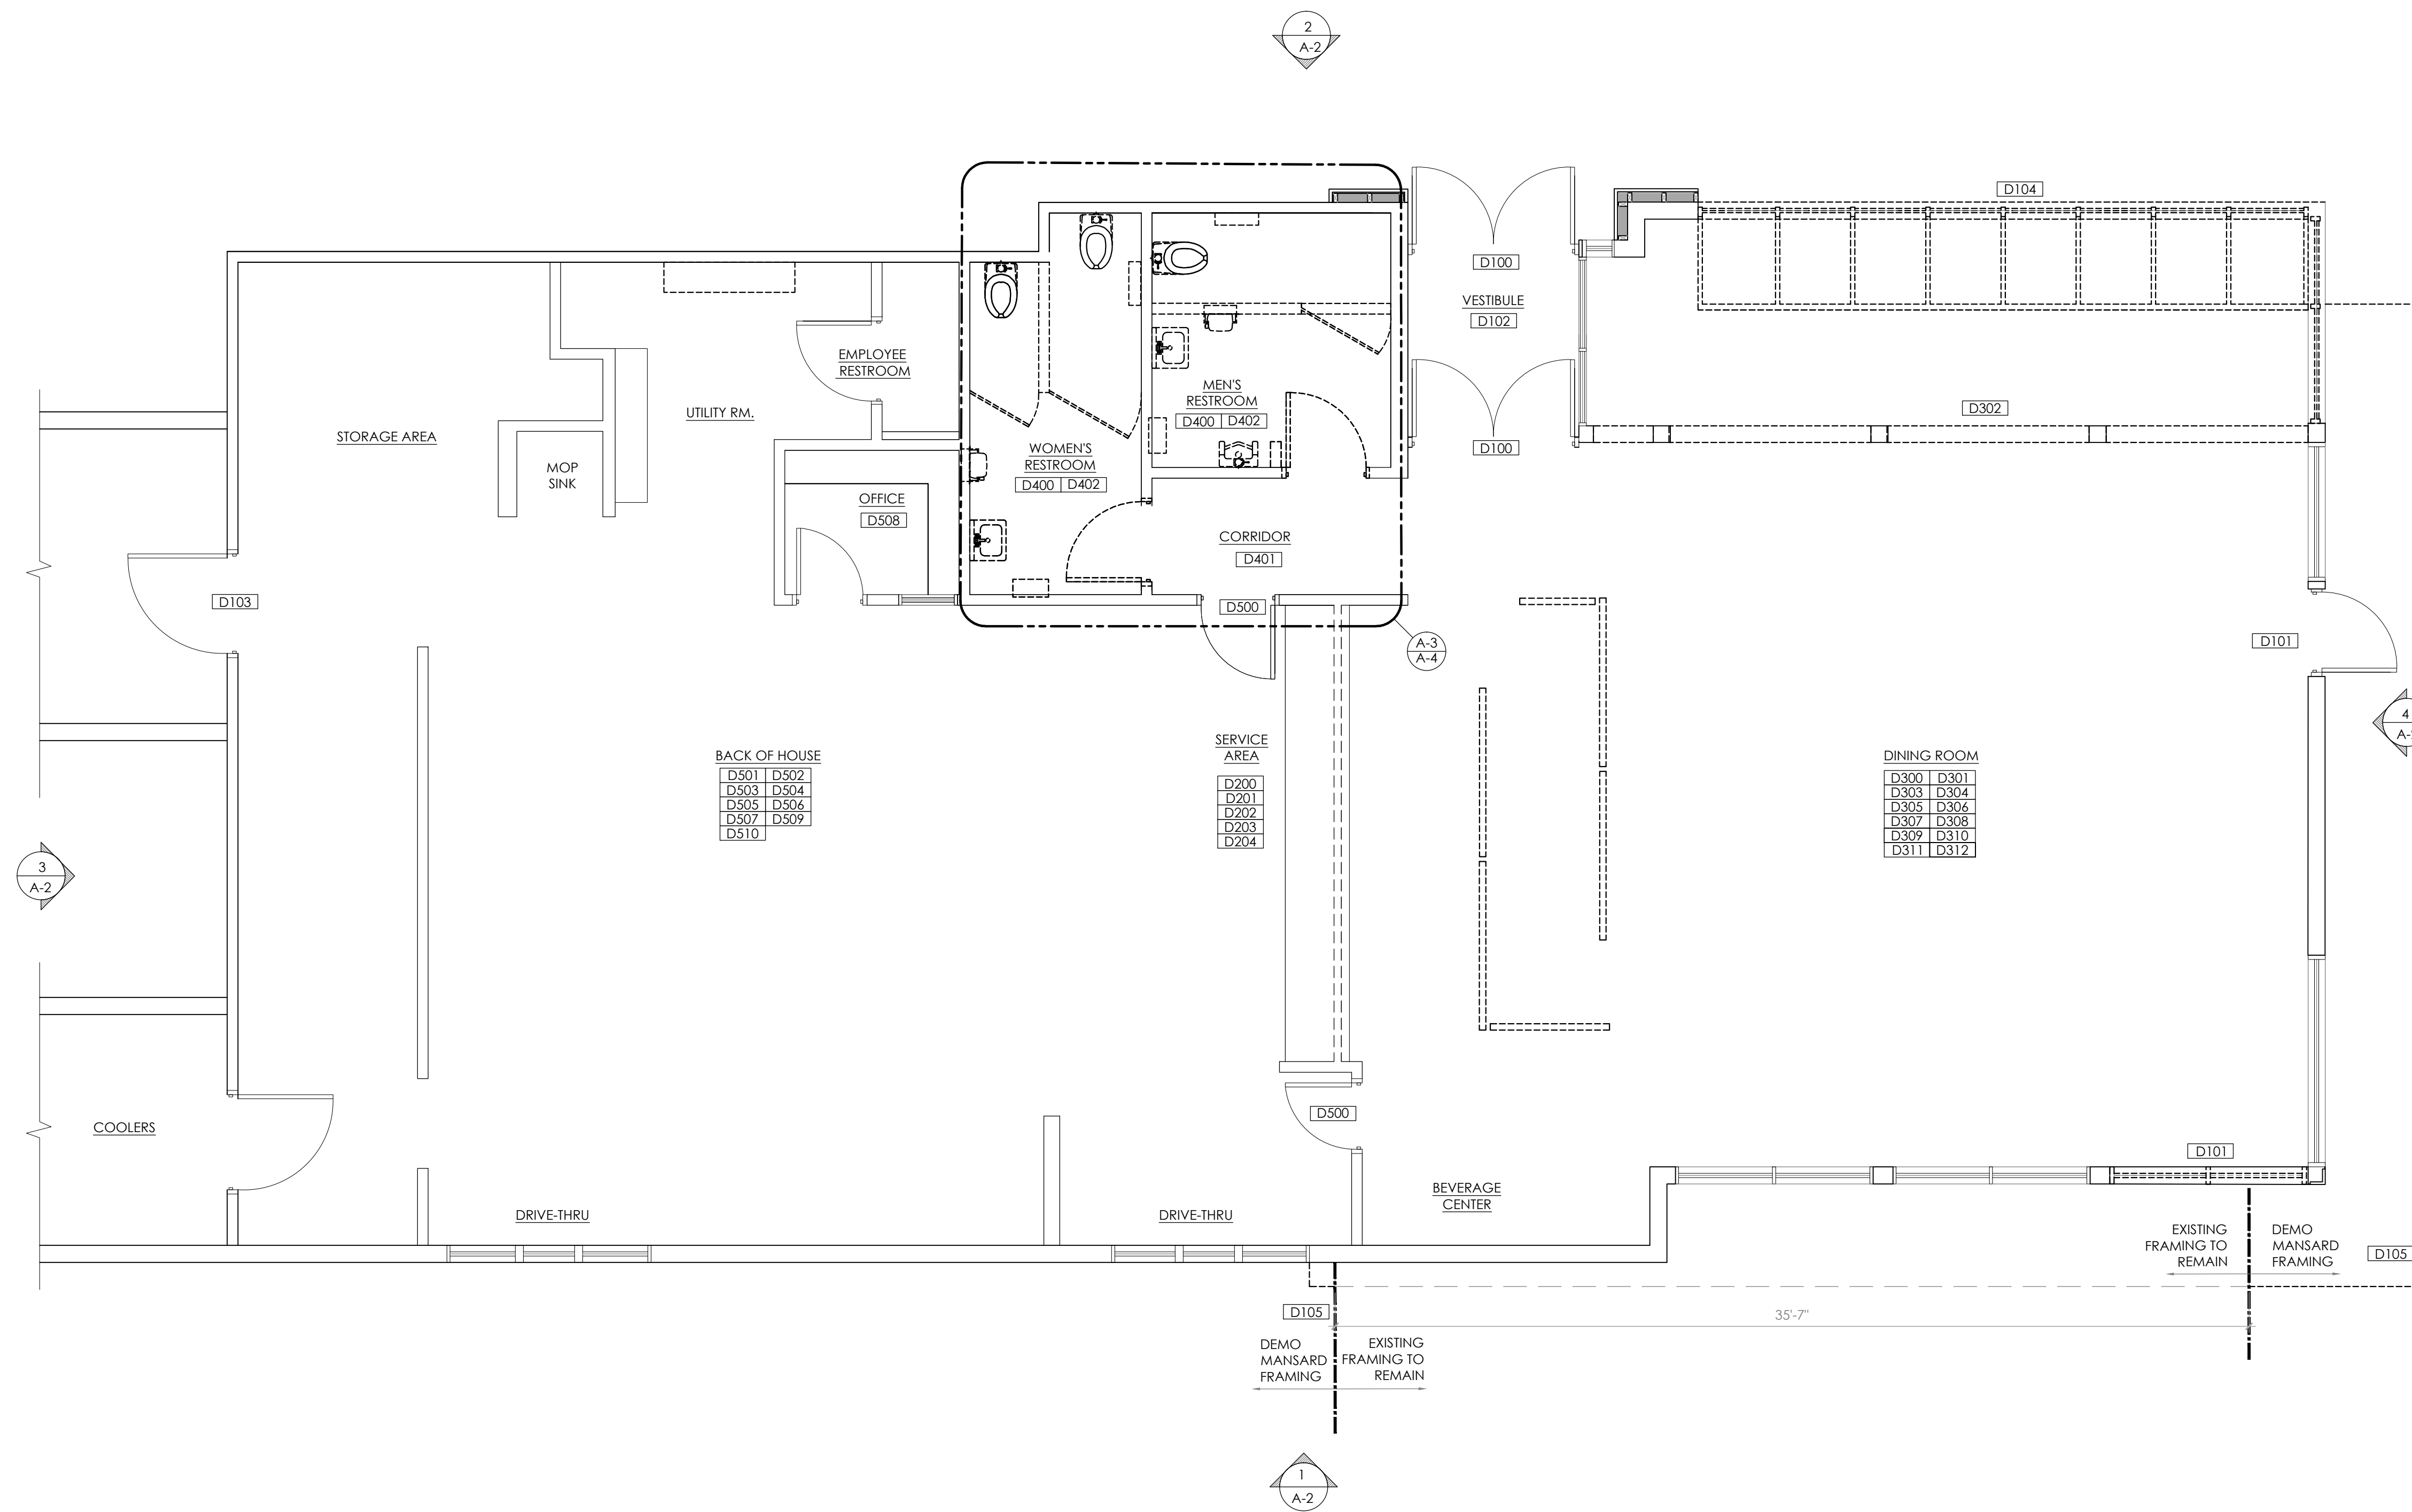 2
A-2
D104
D100
VESTIBULE
D102
EMPLOYEE
RESTROOM
MEN'S
RESTROOM
D400 D402
UTILITY RM.
D302
STORAGE AREA
WOMEN'S
RESTROOM
D400 D402
D100
MOP
SINK
OFFICE
D508
CORRIDOR
D401
D103
D500
A-3
A-4
D101
4
BACK OF HOUSE
D501 D502
D503 D504
D505 D506
D507 D509
D510
SERVICE
AREA
D200
D201
D202
D203
D204
DINING ROOM
D300 D301
D303 D304
D305 D306
D307 D308
D309 D310
D311 D312
3
A-2
D500
COOLERS
D101
BEVERAGE
CENTER
DRIVE-THRU
DRIVE-THRU
EXISTING
FRAMING TO
REMAIN
DEMO
MANSARD
FRAMING
D105
D105
35'-7"
DEMO
MANSARD
FRAMING
EXISTING
FRAMING TO
REMAIN
1
A-2